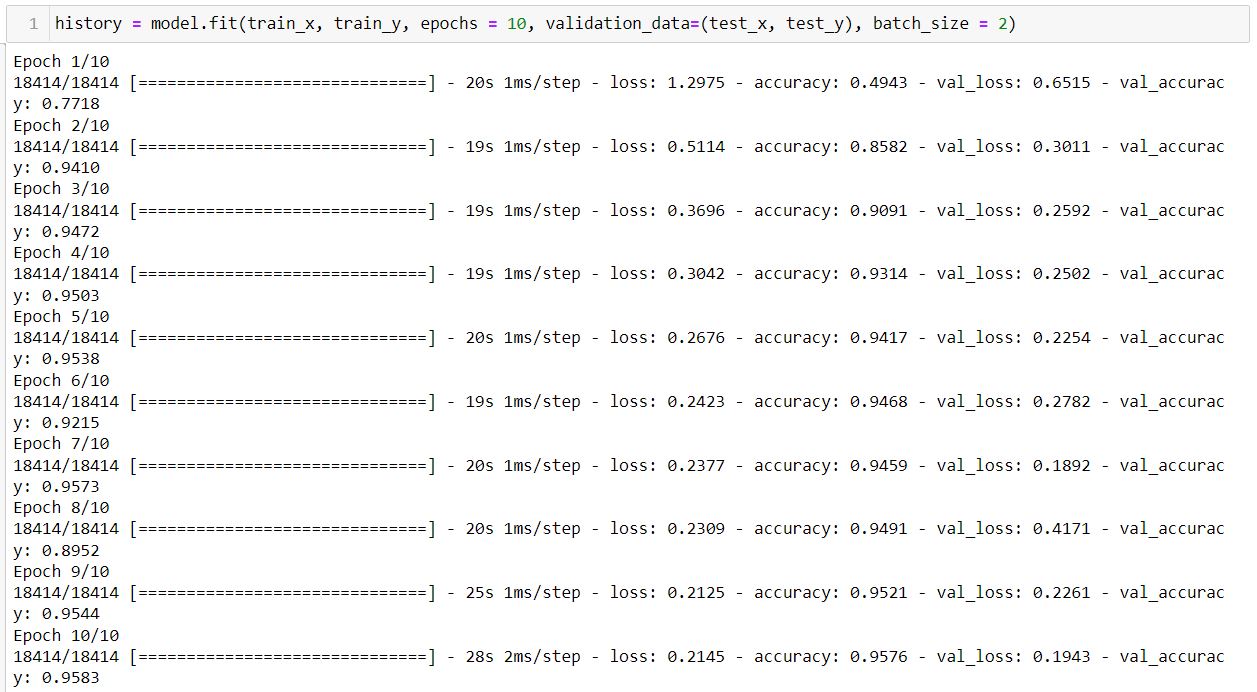 1 history = model.fit(train_x, train_y, epochs = 10, validation_data=(test_x, test_y), batch_size = 2)
Epoch 1/10
18414/18414 [==============================] - 20s 1ms/step - loss: 1.2975 - accuracy: 0.4943 - val_loss: 0.6515 - val_accurac
y: 0.7718
Epoch 2/10
18414/18414 [==============================] - 19s 1ms/step - loss: 0.5114 - accuracy: 0.8582 - val_loss: 0.3011 - val_accurac
y: 0.9410
Epoch 3/10
18414/18414 [==============================] - 19s 1ms/step - loss: 0.3696 - accuracy: 0.9091 - val_loss: 0.2592 - val_accurac
y: 0.9472
Epoch 4/10
18414/18414 [==============================] - 19s 1ms/step - loss: 0.3042 - accuracy: 0.9314 - val_loss: 0.2502 - val_accurac
y: 0.9503
Epoch 5/10
18414/18414 [==============================] - 20s 1ms/step - loss: 0.2676 - accuracy: 0.9417 - val_loss: 0.2254 - val_accurac
y: 0.9538
Epoch 6/10
18414/18414 [==============================] - 19s 1ms/step - loss: 0.2423 - accuracy: 0.9468 - val_loss: 0.2782 - val_accurac
y: 0.9215
Epoch 7/10
18414/18414 [==============================] - 20s 1ms/step - loss: 0.2377 - accuracy: 0.9459 - val_loss: 0.1892 - val_accurac
y: 0.9573
Epoch 8/10
18414/18414 [==============================] - 20s 1ms/step - loss: 0.2309 - accuracy: 0.9491 - val_loss: 0.4171 - val_accurac
y: 0.8952
Epoch 9/10
18414/18414 [==============================] - 25s 1ms/step - loss: 0.2125 - accuracy: 0.9521 - val_loss: 0.2261 - val_accurac
y: 0.9544
Epoch 10/10
18414/18414 [==============================] - 28s 2ms/step - loss: 0.2145 - accuracy: 0.9576 - val_loss: 0.1943 - val_accurac
y: 0.9583